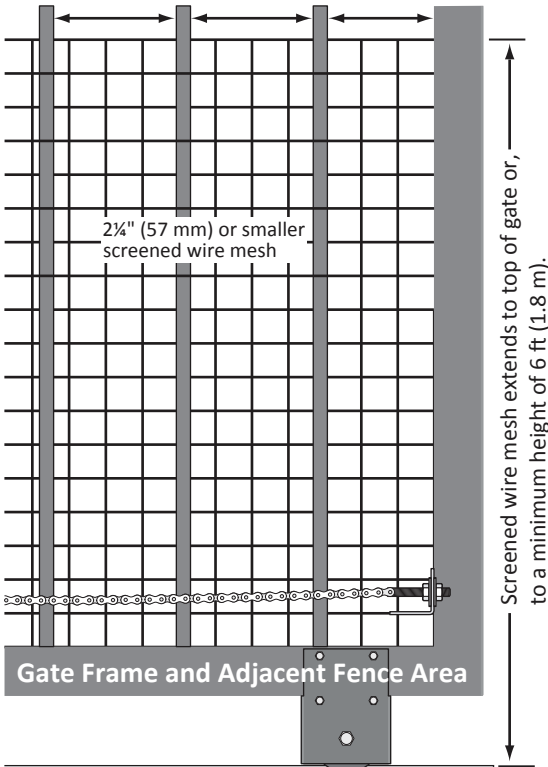 2¼" (57 mm) or smaller
screened wire mesh
Screened wire mesh extends to top of gate or,
to a minimum height of 6 ft (1.8 m).
Gate Frame and Adjacent Fence Area